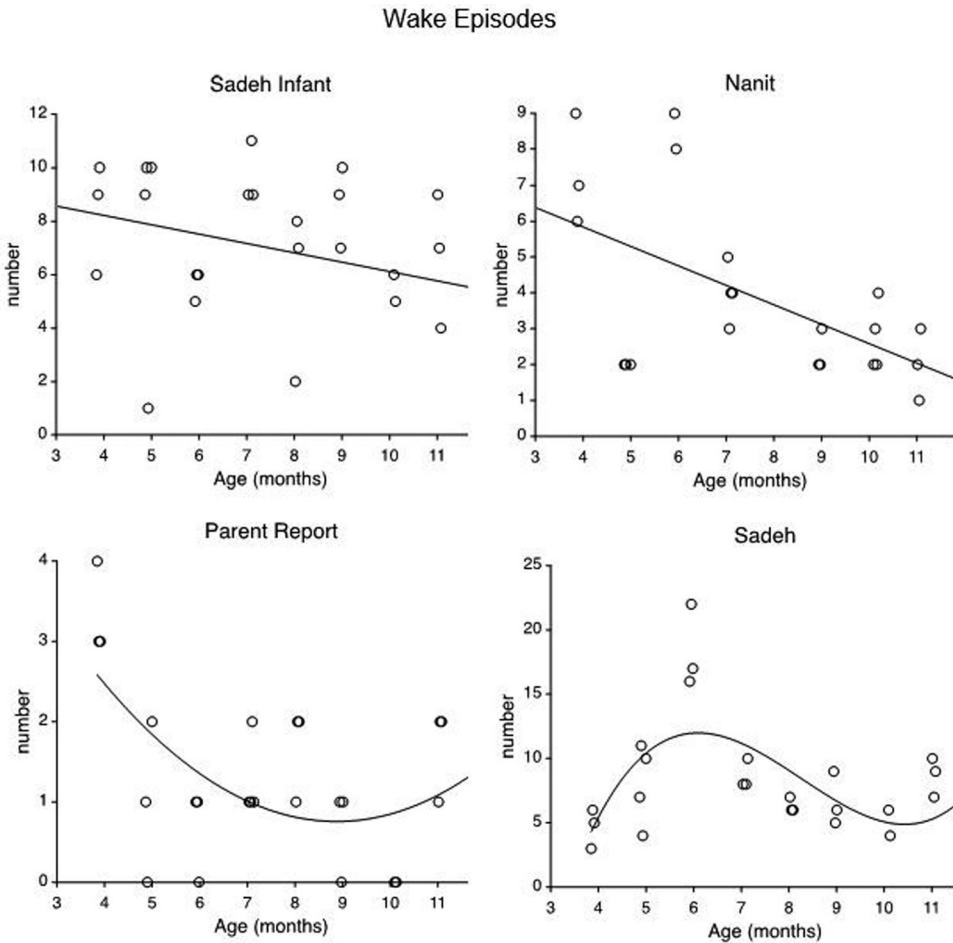 Wake Episodes
Sadeh Infant
12
10
8
6
4
2
0
number
3 4 5 6 7 8 9 10 11
Age (months)
Nanit
9
8
7
6
5
4
3
2
1
0
number
3 4 5 6 7 8 9 10 11
Age (months)
Parent Report
4
3
2
1
0
number
3 4 5 6 7 8 9 10 11
Age (months)
Sadeh
25
20
15
10
5
0
number
3 4 5 6 7 8 9 10 11
Age (months)